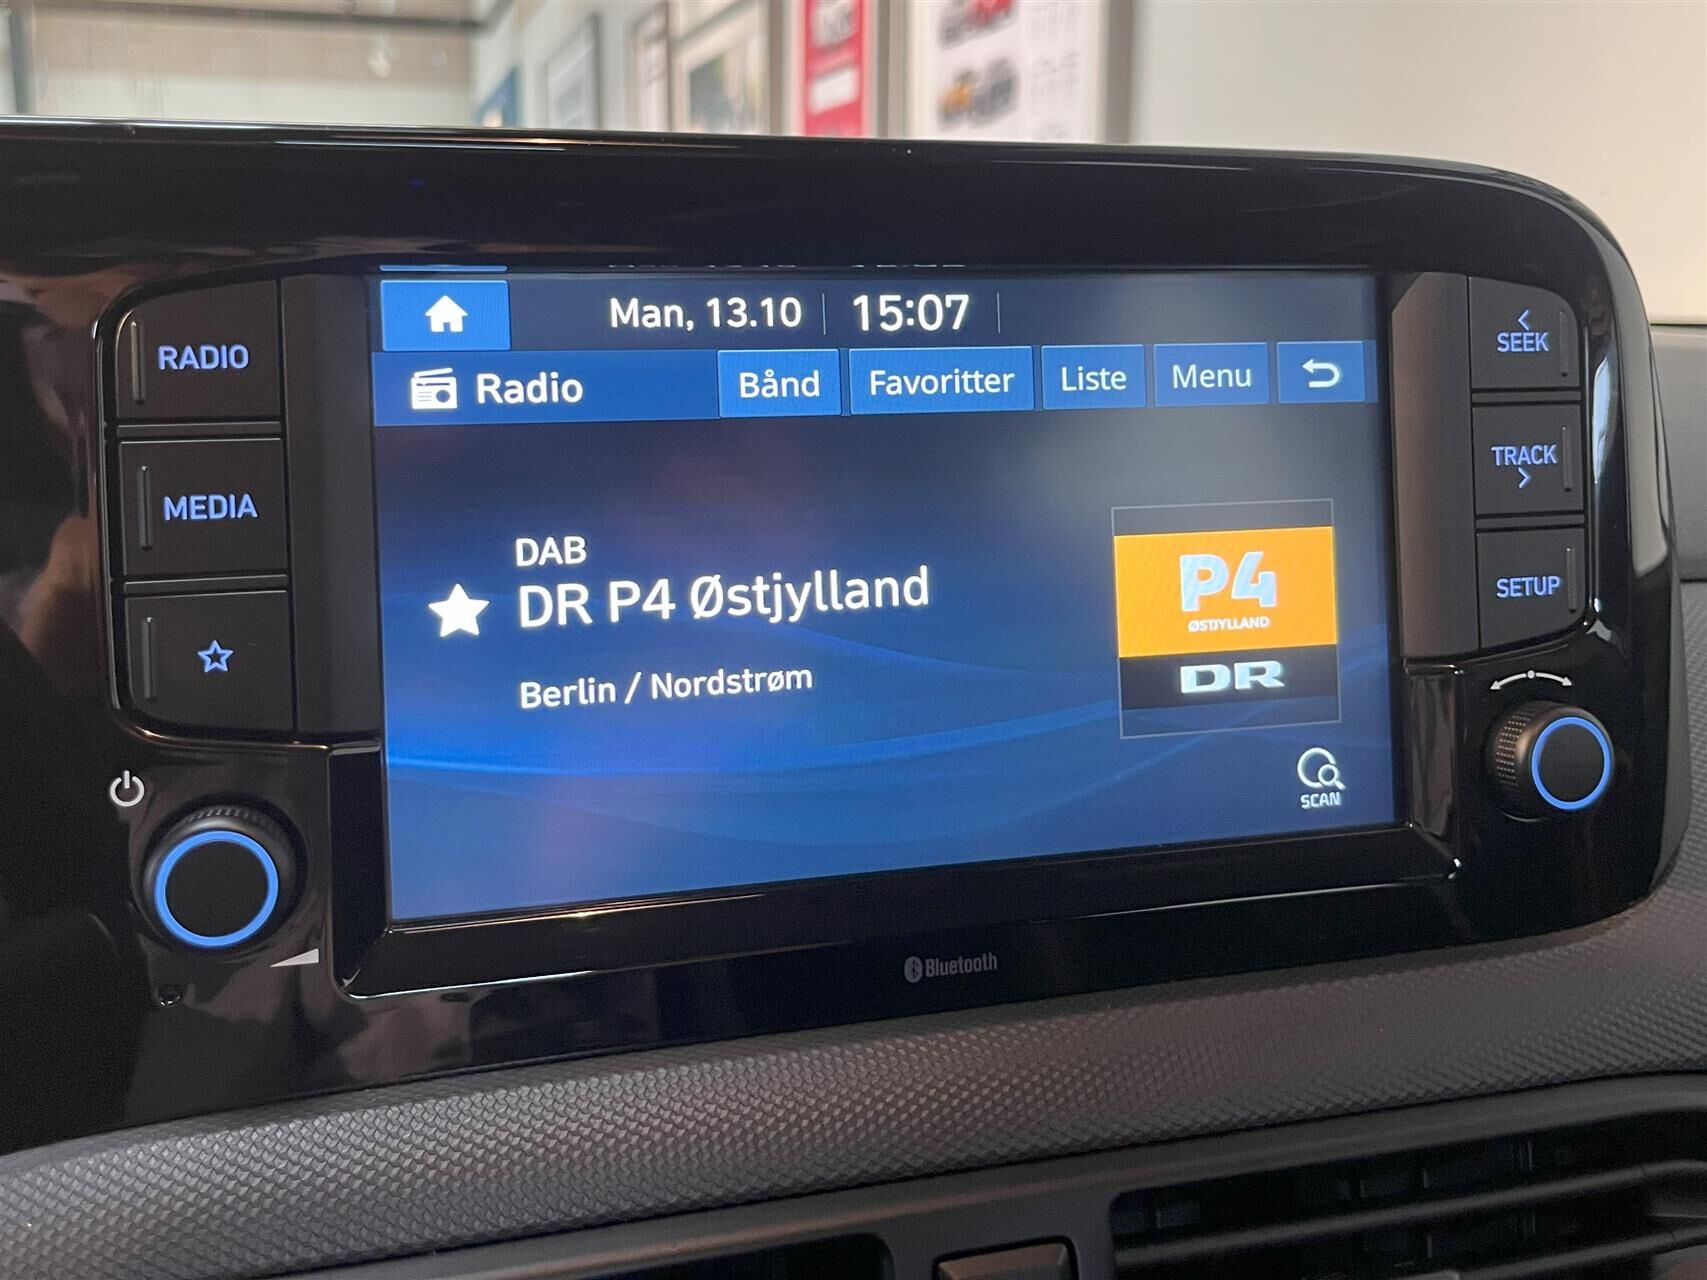 Man, 13.10 15:07
RADIO
MEDIA
Radio Bånd Favoritter Liste Menu
DAB
DR P4 Østjylland
Berlin / Nordstrøm
P4
ØSTJYLLAND
DR
SCAN
SEEK
TRACK
SETUP
Bluetooth